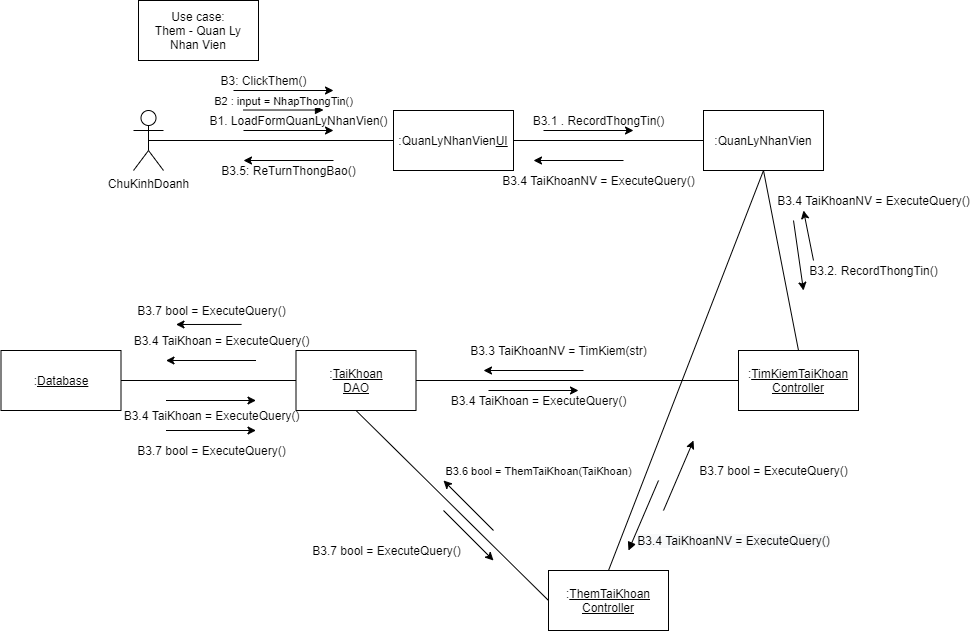 Use case:
Them - Quan Ly
Nhan Vien
B3: ClickThem()
B2 : input = NhapThongTin()
B1. LoadFormQuanLyNhanVien()
B3.5: ReTurnThongBao()
ChuKinhDoanh
:QuanLyNhanVienUI
B3.1 . RecordThongTin()
B3.4 TaiKhoanNV = ExecuteQuery()
:QuanLyNhanVien
B3.4 TaiKhoanNV = ExecuteQuery()
B3.2. RecordThongTin()
B3.7 bool = ExecuteQuery()
B3.4 TaiKhoan = ExecuteQuery()
:Database
B3.4 TaiKhoan = ExecuteQuery()
B3.7 bool = ExecuteQuery()
:TaiKhoan
DAO
B3.3 TaiKhoanNV = TimKiem(str)
B3.4 TaiKhoan = ExecuteQuery()
:TimKiemTaiKhoan
Controller
B3.6 bool = ThemTaiKhoan(TaiKhoan)
B3.7 bool = ExecuteQuery()
B3.7 bool = ExecuteQuery()
B3.4 TaiKhoanNV = ExecuteQuery()
:ThemTaiKhoan
Controller